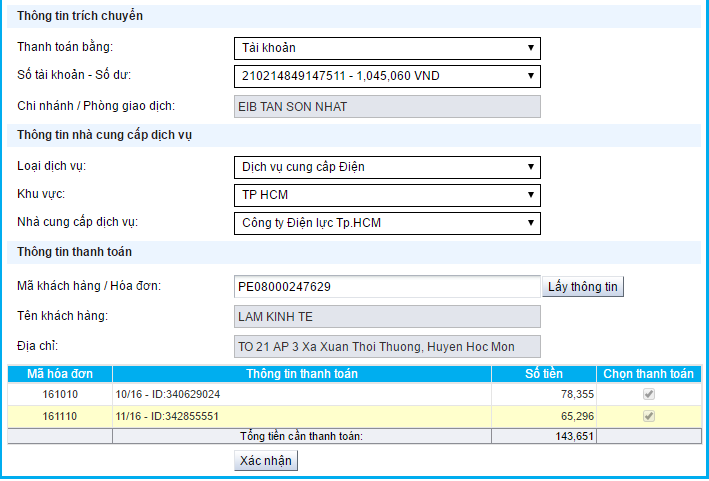 Thông tin trích chuyển
Thanh toán bằng: Tài khoản
Số tài khoản - Số dư: 210214849147511 - 1,045,060 VND
Chi nhánh / Phòng giao dịch: EIB TAN SON NHAT
Thông tin nhà cung cấp dịch vụ
Loại dịch vụ: Dịch vụ cung cấp Điện
Khu vực: TP HCM
Nhà cung cấp dịch vụ: Công ty Điện lực Tp.HCM
Thông tin thanh toán
Mã khách hàng / Hóa đơn: PE08000247629 Lấy thông tin
Tên khách hàng: LAM KINH TE
Địa chỉ: TO 21 AP 3 Xa Xuan Thoi Thuong, Huyen Hoc Mon
Mã hóa đơn Thông tin thanh toán Số tiền Chọn thanh toán
161010 10/16 - ID:340629024 78,355
161110 11/16 - ID:342855551 65,296
Tổng tiền cần thanh toán: 143,651
Xác nhận